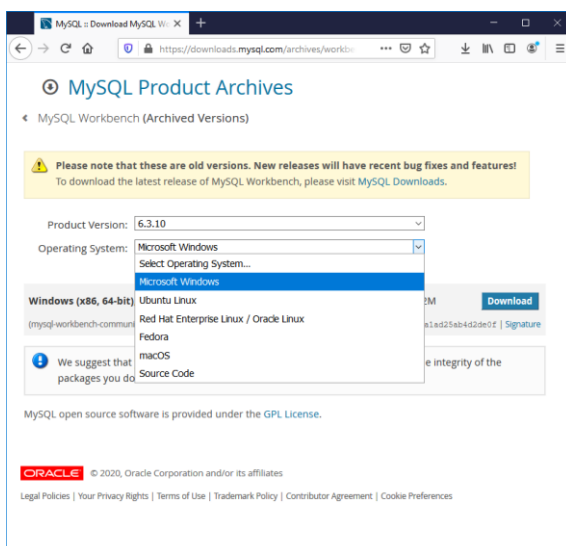 MySQL :: Download MySQL Wo
https://downloads.mysql.com/archives/workbe
MySQL Product Archives
MySQL Workbench (Archived Versions)
Please note that these are old versions. New releases will have recent bug fixes and features!
To download the latest release of MySQL Workbench, please visit MySQL Downloads.
Product Version: 6.3.10
Operating System: Microsoft Windows
Select Operating System...
Microsoft Windows
Windows (x86, 64-bit) Ubuntu Linux 2M Download
Red Hat Enterprise Linux / Oracle Linux
(mysql-workbench-communi a1ad25ab4d2de0f | Signature
Fedora
macOS
We suggest that e integrity of the
Source Code
packages you do
MySQL open source software is provided under the GPL License.
ORACLE © 2020, Oracle Corporation and/or its affiliates
Legal Policies | Your Privacy Rights | Terms of Use | Trademark Policy | Contributor Agreement | Cookie Preferences